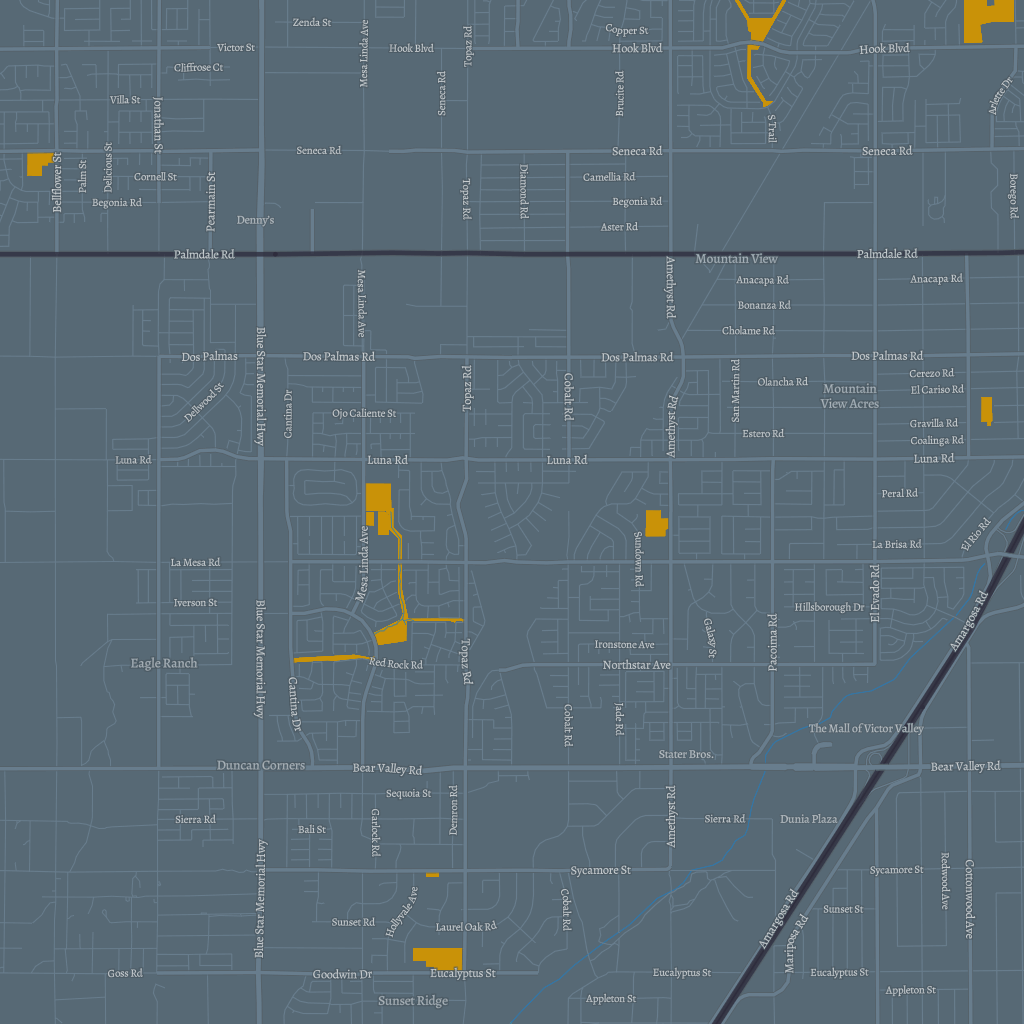 Zenda St
Copper St
Victor St
Hook Blvd
Mesa Linda Ave
Topaz Rd
Hook Blvd
Hook Blvd
Cliffrose Ct
Seneca Rd
Brucite Rd
Arlette Dr
Villa St
Jonathan St
S Trail
Seneca Rd
Seneca Rd
Seneca Rd
Bellflower St
Palm St
Delicious St
Cornell St
Pearmain St
Topaz Rd
Diamond Rd
Camellia Rd
Borego Rd
Begonia Rd
Begonia Rd
Denny's
Aster Rd
Palmdale Rd
Mountain View
Palmdale Rd
Mesa Linda Ave
Amethyst Rd
Anacapa Rd
Anacapa Rd
Bonanza Rd
Cholame Rd
Blue Star Memorial Hwy
Dos Palmas
Dos Palmas Rd
Dos Palmas Rd
Dos Palmas Rd
Cerezo Rd
Dellwood St
Cantina Dr
Topaz Rd
Cobalt Rd
San Martin Rd
Olancha Rd
Mountain
View Acres
El Cariso Rd
Ojo Caliente St
Amethyst Rd
Estero Rd
Gravilla Rd
Coalinga Rd
Luna Rd
Luna Rd
Luna Rd
Luna Rd
Peral Rd
Mesa Linda Ave
Sundown Rd
El Rio Rd
La Brisa Rd
La Mesa Rd
Iverson St
El Evado Rd
Hillsborough Dr
Amargosa Rd
Blue Star Memorial Hwy
Galaxy St
Pacoima Rd
Ironstone Ave
Eagle Ranch
Red Rock Rd
Topaz Rd
Northstar Ave
Cantina Dr
Cobalt Rd
Jade Rd
The Mall of Victor Valley
Stater Bros.
Duncan Corners
Bear Valley Rd
Bear Valley Rd
Sequoia St
Demron Rd
Amethyst RD
Sierra Rd
Bali St
Garlock Rd
Sierra Rd
Dunia Plaza
Blue Star Memorial Hwy
Sycamore St
Sycamore St
Redwood Ave
Cottonwood Ave
Hollyvale Ave
Cobalt Rd
Amargosa Rd
Sunset St
Sunset Rd
Laurel Oak Rd
Mariposa Rd
Goss Rd
Goodwin Dr
Eucalyptus St
Eucalyptus St
Eucalyptus St
Sunset Ridge
Appleton St
Appleton St